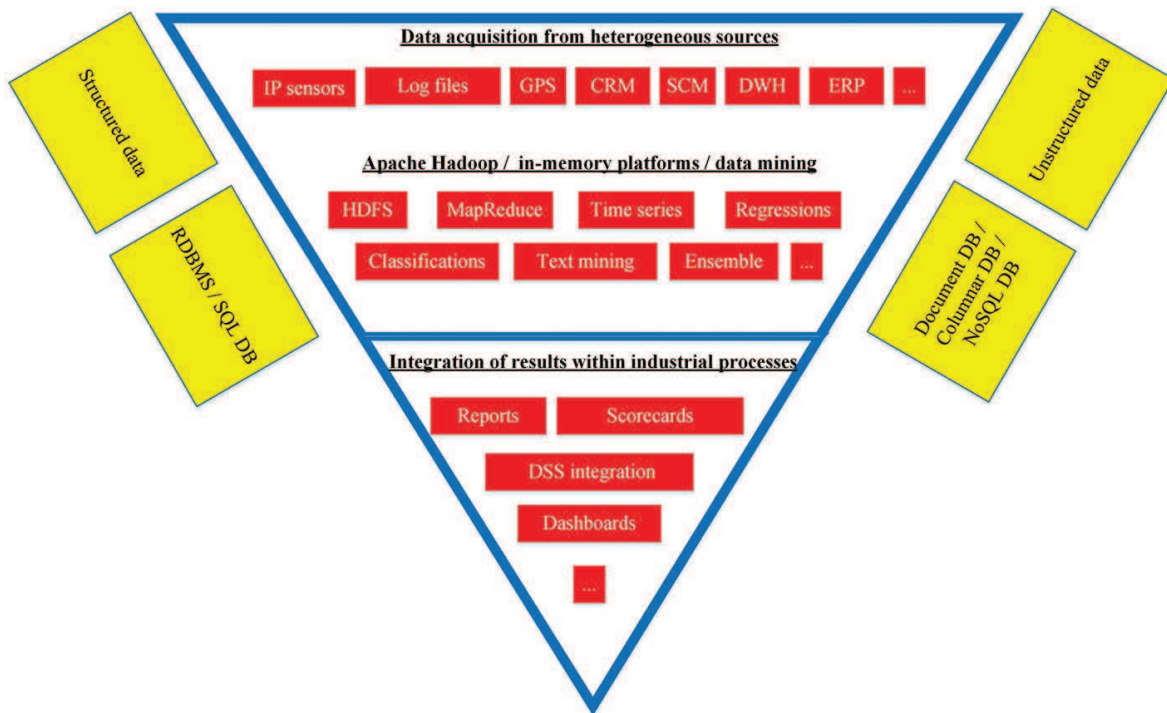 Data acquisition from heterogeneous sources
IP sensors
Log files
GPS
CRM
SCM
DWH
ERP
...
Apache Hadoop / in-memory platforms / data mining
HDFS
MapReduce
Time series
Regressions
Classifications
Text mining
Ensemble
...
Integration of results within industrial processes
Reports
Scorecards
DSS integration
Dashboards
...
Structured data
RDBMS / SQL DB
Unstructured data
Document DB /
Columnar DB /
NoSQL DB